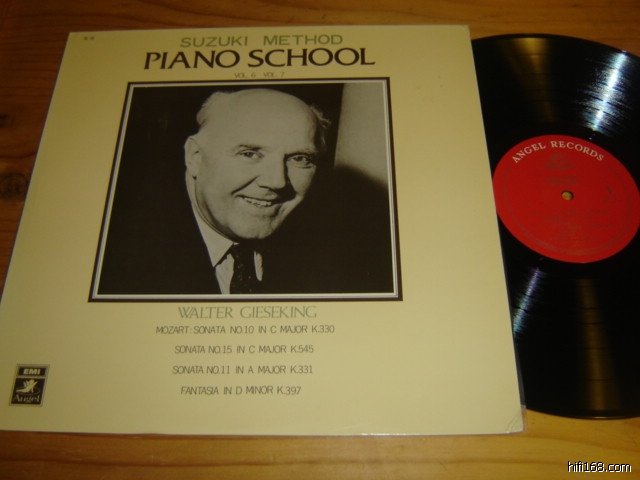 SUZUKI METHOD
PIANO SCHOOL
VOL. 6 VOL. 7
WALTER GIESEKING
MOZART: SONATA NO.10 IN C MAJOR K.330
SONATA NO.15 IN C MAJOR K.545
SONATA NO.11 IN A MAJOR K.331
FANTASIA IN D MINOR K.397
EMI
Angel
ANGEL RECORDS
hifi168.com